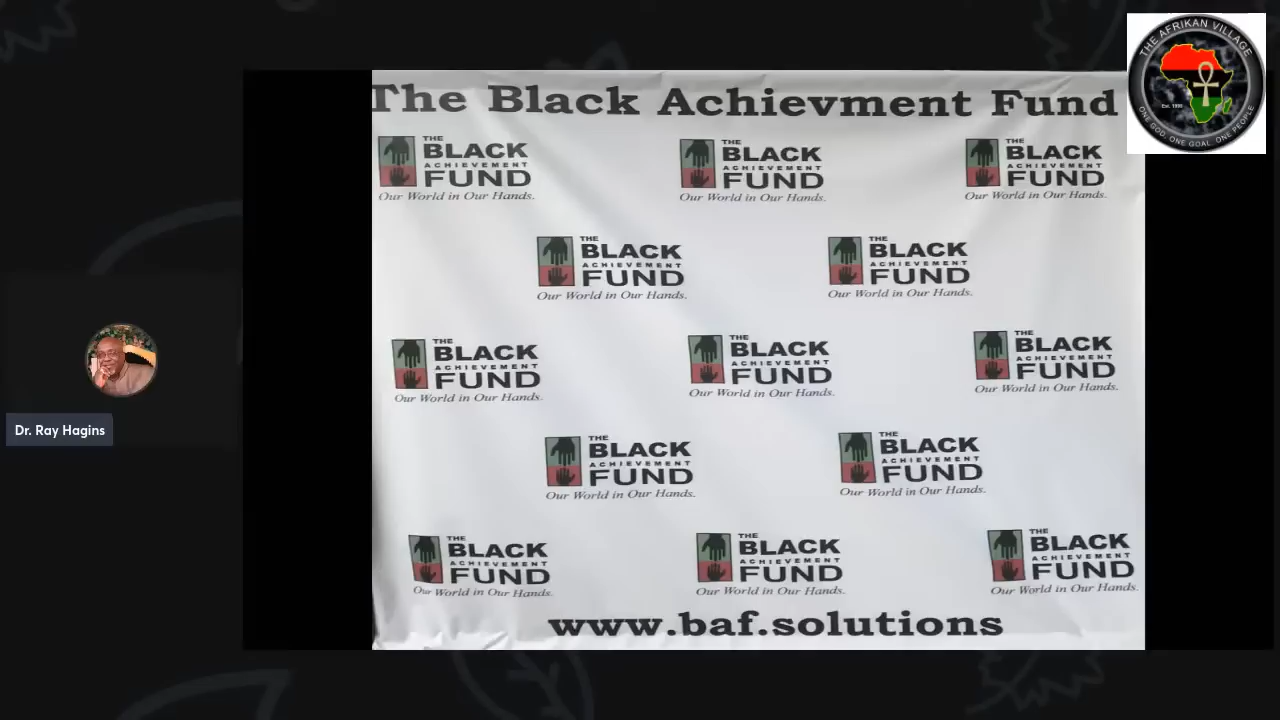 THE AFRIKAN VILLAGE
Est. 1996
ONE GOD. ONE GOAL. ONE PEOPLE
The Black Achievment Fund
THE
BLACK
ACHIEVEMENT
FUND
Our World in Our Hands.
THE
BLACK
ACHIEVEMENT
FUND
Our World in Our Hands.
THE
BLACK
ACHIEVEMENT
FUND
Our World in Our Hands.
THE
BLACK
ACHIEVEMENT
FUND
Our World in Our Hands.
THE
BLACK
ACHIEVEMENT
FUND
Our World in Our Hands.
THE
BLACK
ACHIEVEMENT
FUND
Our World in Our Hands.
THE
BLACK
ACHIEVEMENT
FUND
Our World in Our Hands.
THE
BLACK
ACHIEVEMENT
FUND
Our World in Our Hands.
Dr. Ray Hagins
THE
BLACK
ACHIEVEMENT
FUND
Our World in Our Hands.
THE
BLACK
ACHIEVEMENT
FUND
Our World in Our Hands.
THE
BLACK
ACHIEVEMENT
FUND
Our World in Our Hands.
THE
BLACK
ACHIEVEMENT
FUND
Our World in Our Hands.
THE
BLACK
ACHIEVEMENT
FUND
Our World in Our Hands.
www.baf.solutions